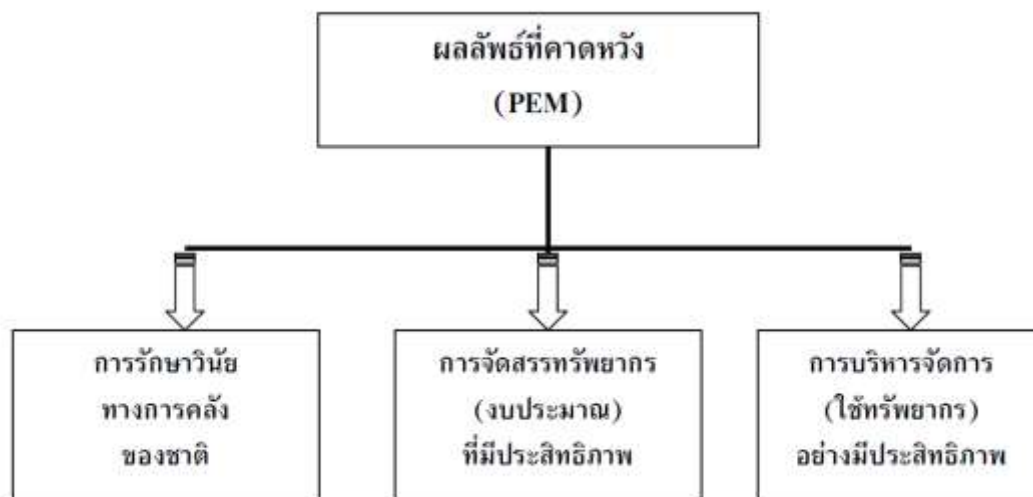 ผลลัพธ์ที่คาดหวัง
(PEM)
การรักษาวินัย
ทางการคลัง
ของชาติ
การจัดสรรทรัพยากร
(งบประมาณ)
ที่มีประสิทธิภาพ
การบริหารจัดการ
(ใช้ทรัพยากร)
อย่างมีประสิทธิภาพ